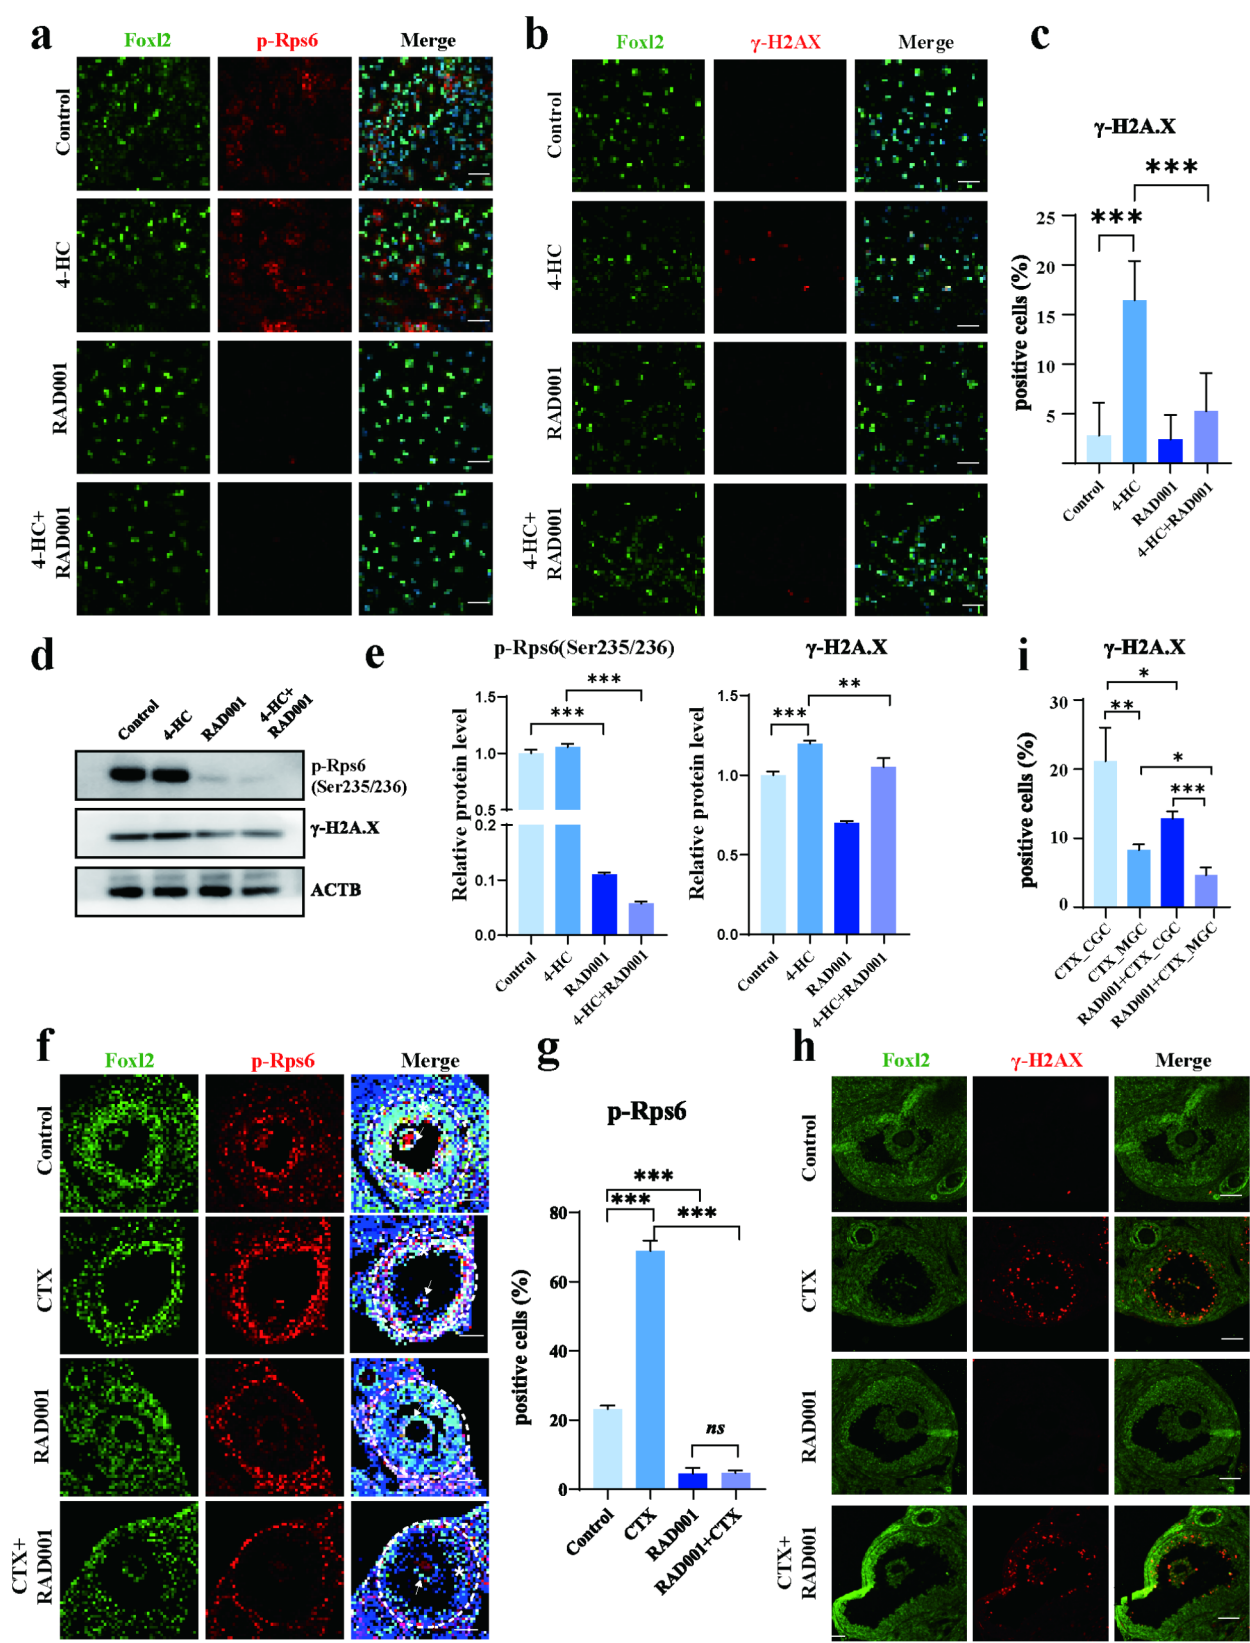 a
Foxl2 p-Rps6 Merge
Control
4-HC
RAD001
4-HC+
RAD001
b
Foxl2 γ-H2AX Merge
Control
4-HC
RAD001
4-HC+
RAD001
c
γ-H2A.X
***
***
positive cells (%)
25
20
15
10
5
Control
4-HC
RAD001
4-HC+RAD001
d
Control
4-HC
RAD001
4-HC+
RAD001
p-Rps6
(Ser235/236)
γ-H2A.X
ACTB
e
p-Rps6(Ser235/236)
***
***
Relative protein level
1.5
1.0
0.5
0.2
0.1
0.0
Control
4-HC
RAD001
4-HC+RAD001
γ-H2A.X
**
***
Relative protein level
1.5
1.0
0.5
0.0
Control
4-HC
RAD001
4-HC+RAD001
i
γ-H2A.X
*
**
*
***
positive cells (%)
30
20
10
0
CTX_CGC
CTX_MGC
RAD001+CTX_CGC
RAD001+CTX_MGC
f
Foxl2 p-Rps6 Merge
Control
CTX
RAD001
CTX+
RAD001
*
*
g
p-Rps6
***
***
***
ns
positive cells (%)
80
60
40
20
0
Control
CTX
RAD001
RAD001+CTX
h
Foxl2 γ-H2AX Merge
Control
CTX
RAD001
CTX+
RAD001